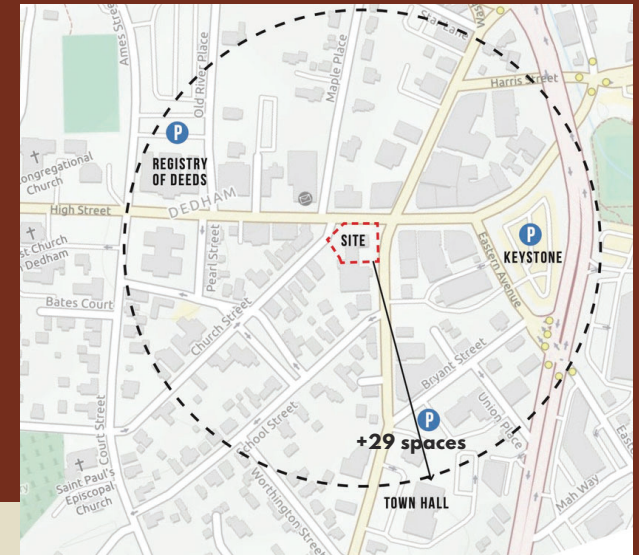 Ames Street
Old River Place
Maple Place
Star Lane
Harris Street
P
REGISTRY
OF DEEDS
Congregational
Church
DEDHAM
High Street
Pearl Street
SITE
P
KEYSTONE
Eastern Avenue
st Church
Dedham
Bates Court
Church Street
Bryant Street
School Street
Union Place
P
+29 spaces
Court Street
Saint Paul's
Episcopal
Church
Worthington Street
TOWN HALL
Mah Way